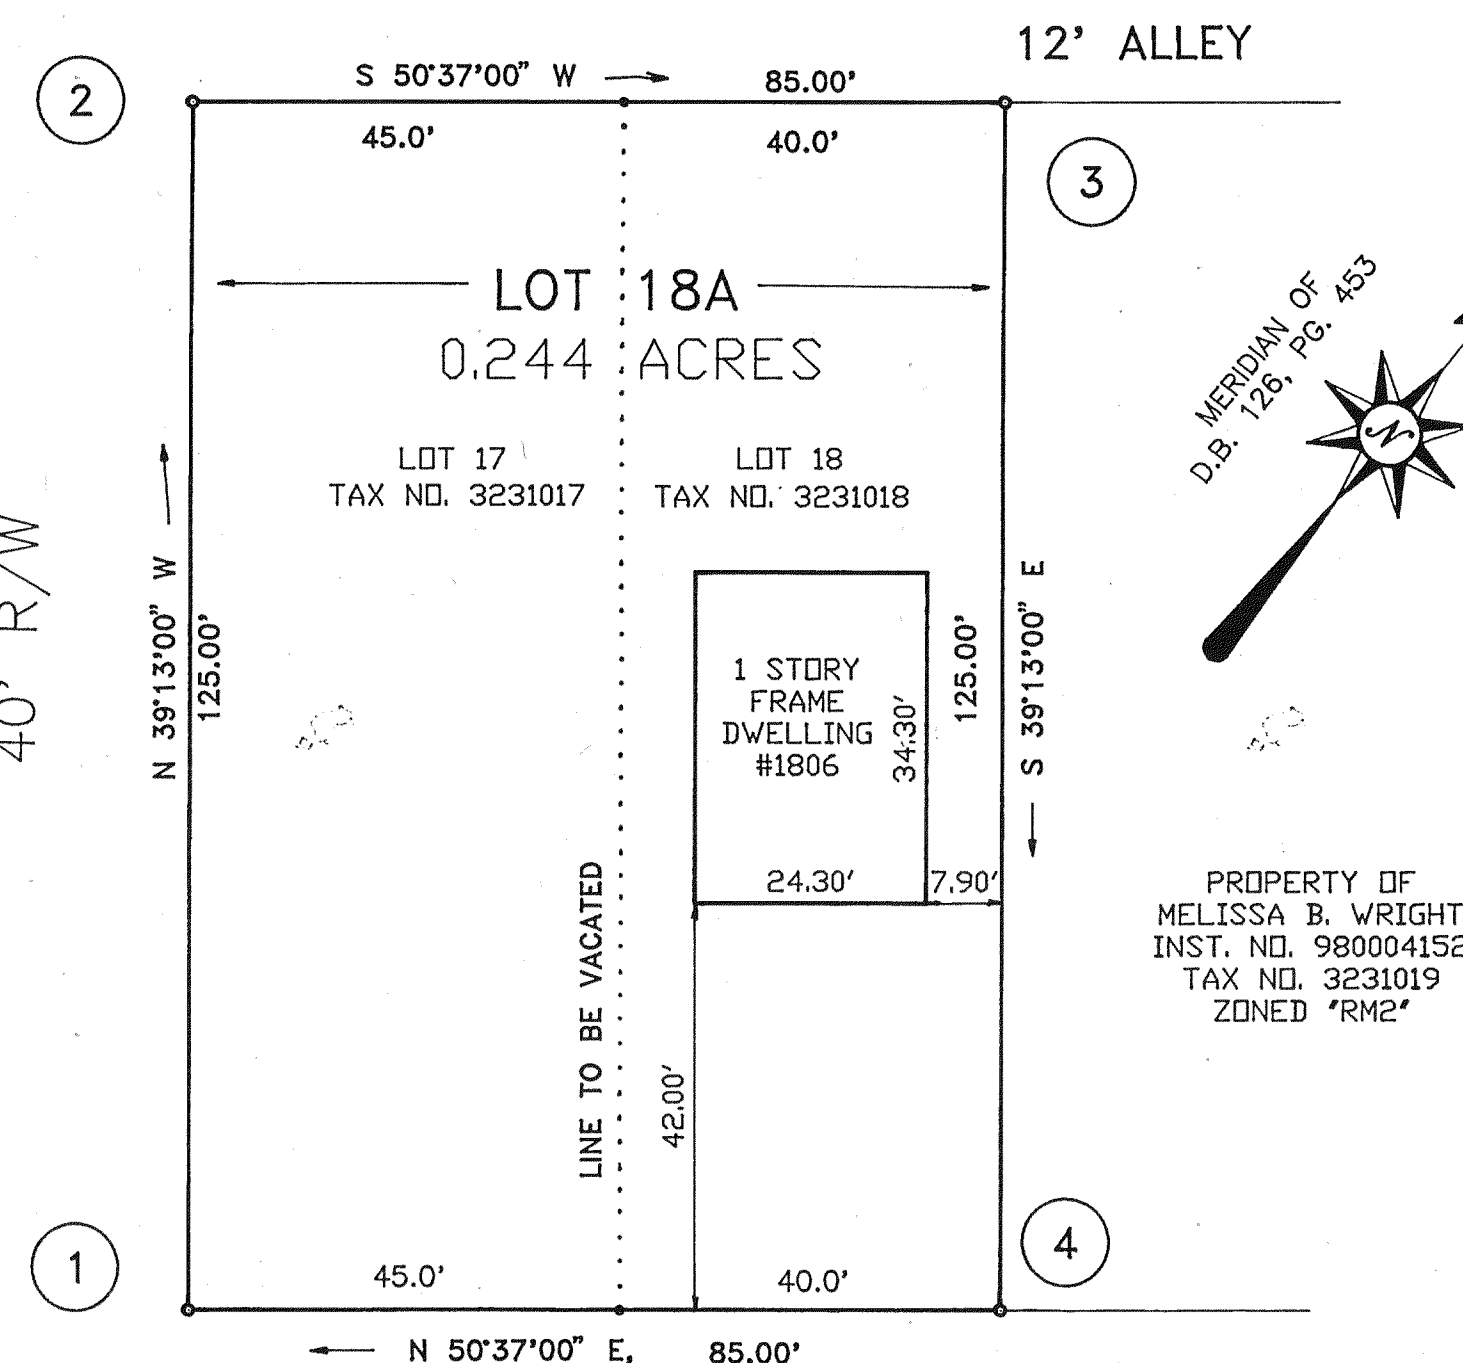 12' ALLEY
2
S 50°37'00" W
85.00'
45.0'
40.0'
3
LOT 18A
0.244 ACRES
MERIDIAN OF
D.B. 126, PG. 453
N
LOT 17
TAX NO. 3231017
LOT 18
TAX NO. 3231018
40' R/W
N 39°13'00" W
125.00'
1 STORY
FRAME
DWELLING
#1806
34.30'
24.30'
7.90'
125.00'
S 39°13'00" E
PROPERTY OF
MELISSA B. WRIGHT
INST. NO. 980004152
TAX NO. 3231019
ZONED "RM2"
LINE TO BE VACATED
42.00'
1
4
45.0'
40.0'
N 50°37'00" E,
85.00'